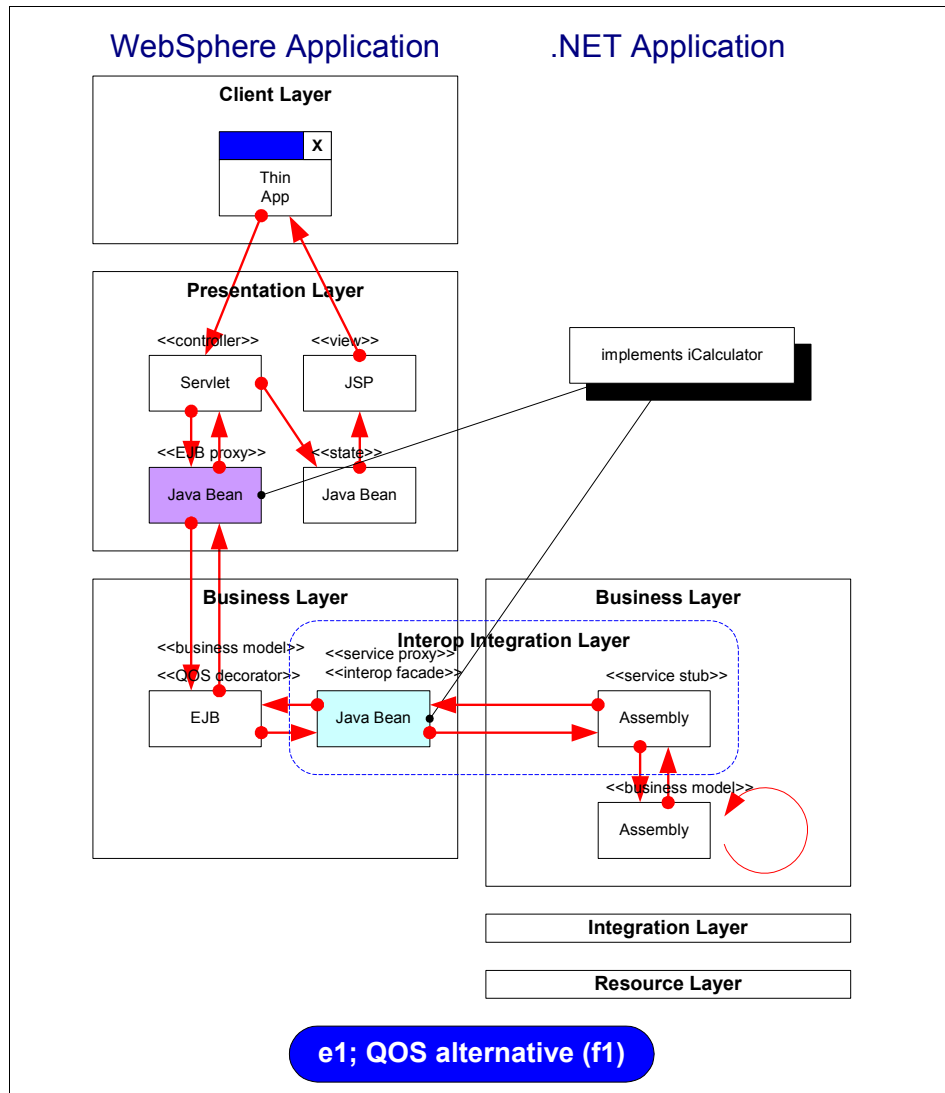 WebSphere Application
.NET Application
Client Layer
X
Thin
App
Presentation Layer
<<controller>>
<<view>>
Servlet
JSP
implements iCalculator
<<EJB proxy>>
<<state>>
Java Bean
Java Bean
Business Layer
Business Layer
Interop Integration Layer
<<business model>>
<<service proxy>>
<<QOS decorator>>
<<interop facade>>
<<service stub>>
EJB
Java Bean
Assembly
<<business model>>
Assembly
Integration Layer
Resource Layer
e1; QOS alternative (f1)